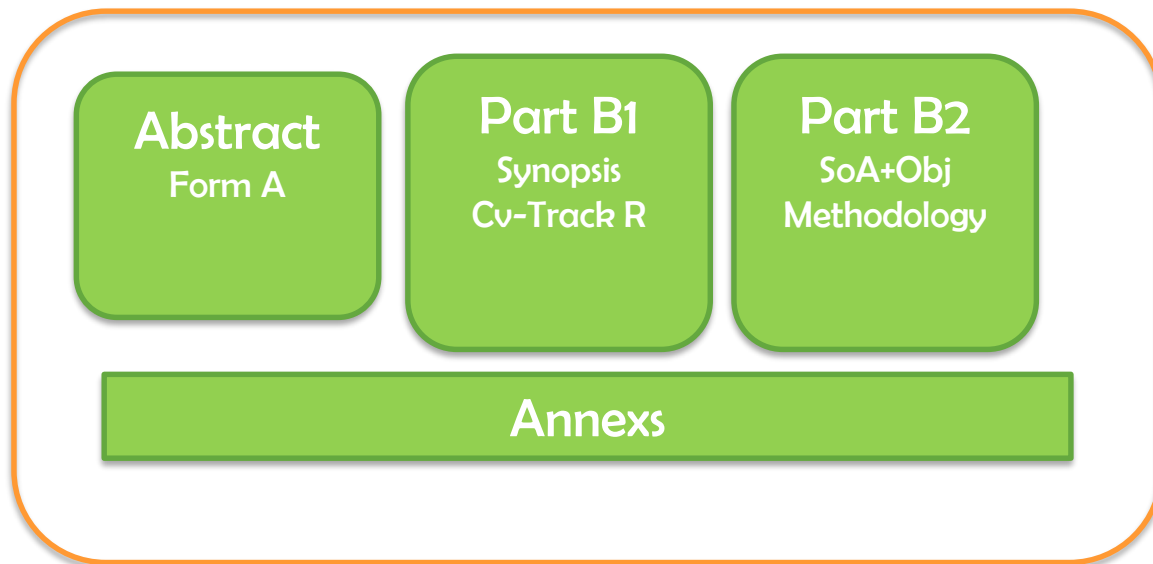 Abstract
Form A
Part B1
Synopsis
Cv-Track R
Part B2
SoA+Obj
Methodology
Annexs